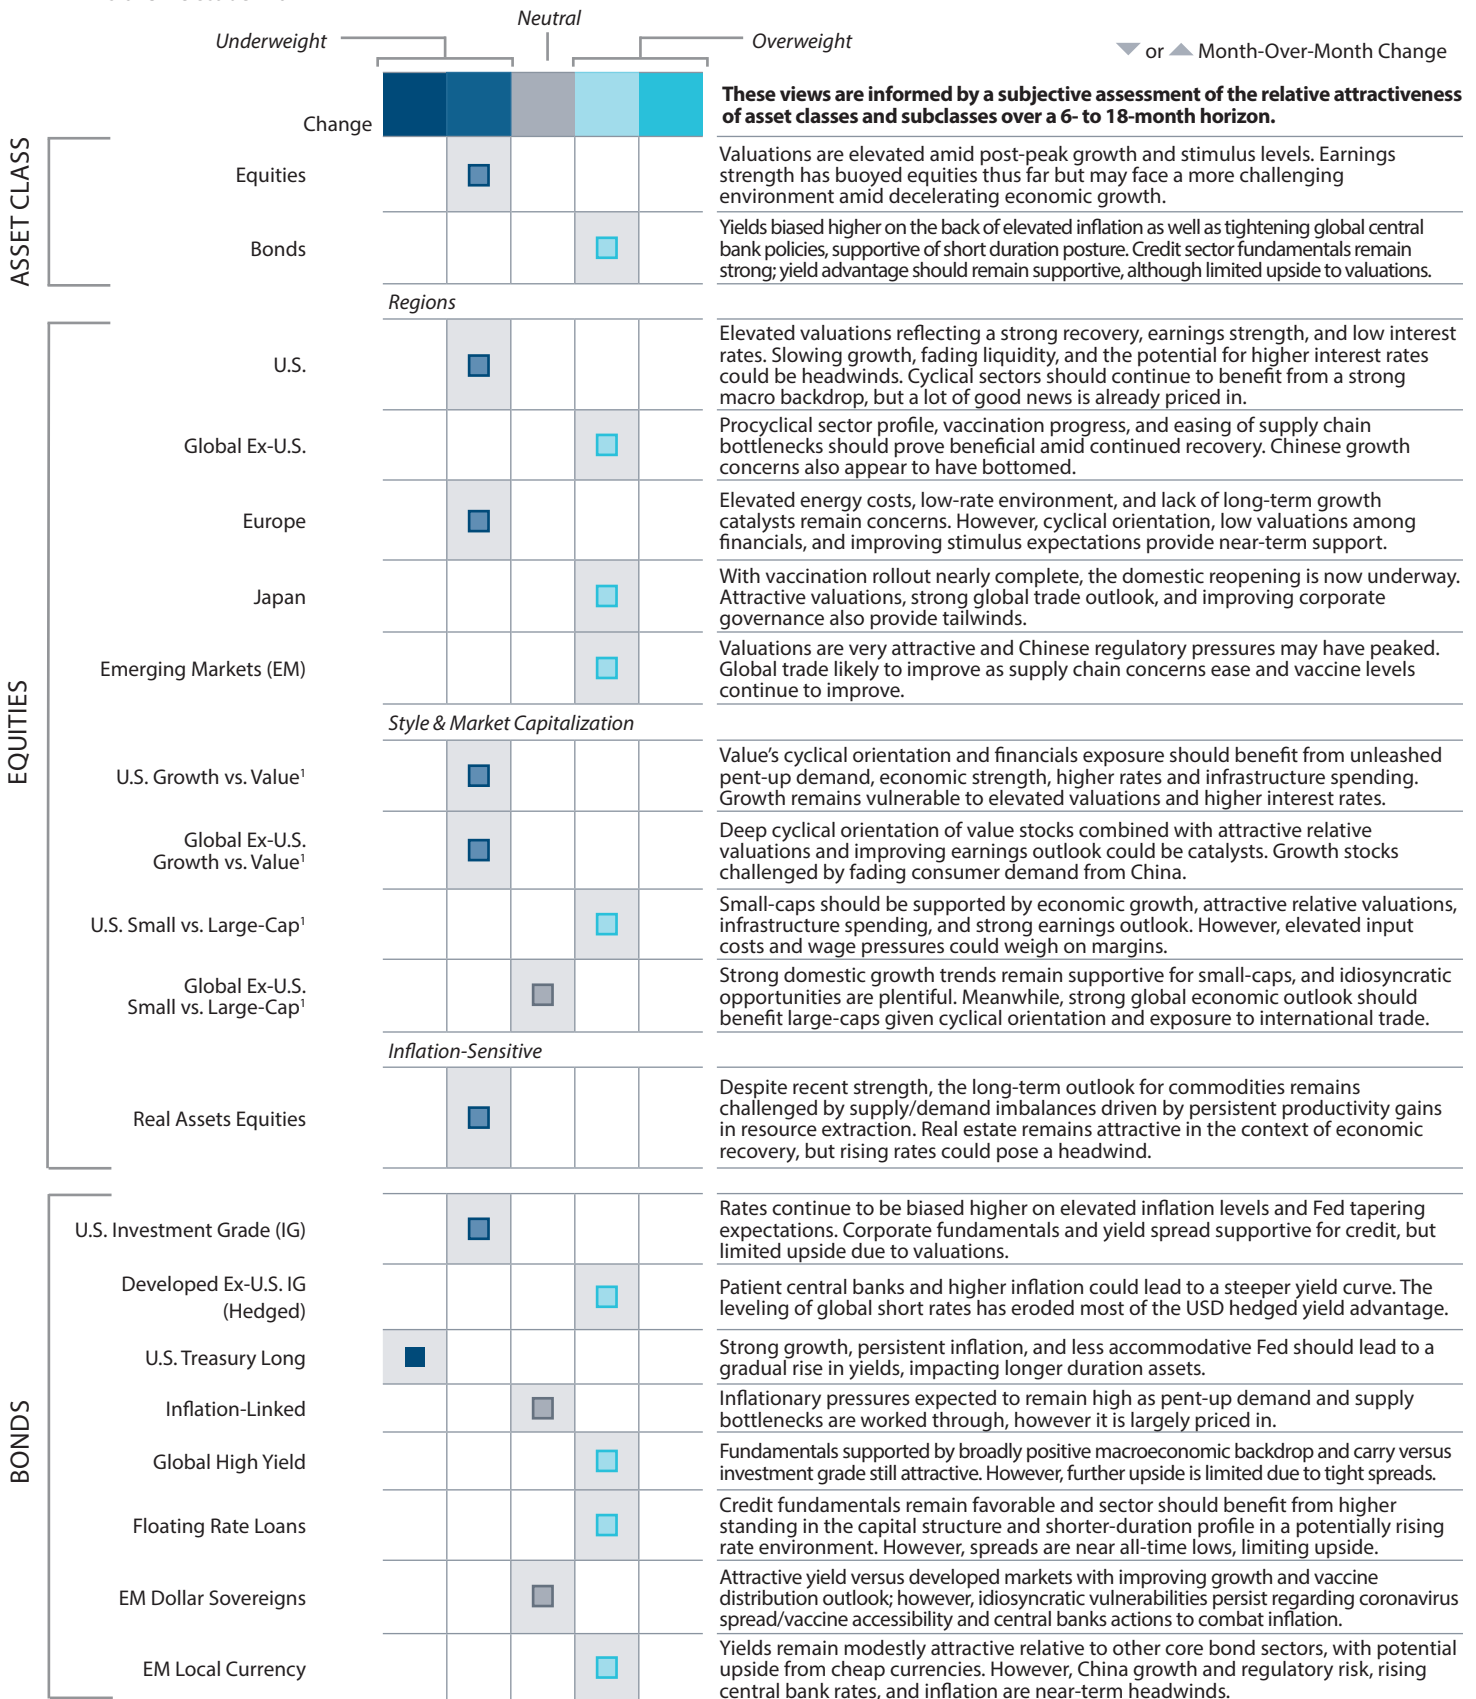 Neutral
Underweight
Overweight
or Month-Over-Month Change
Change
These views are informed by a subjective assessment of the relative attractiveness
of asset classes and subclasses over a 6- to 18-month horizon.
ASSET CLASS
Equities
Valuations are elevated amid post-peak growth and stimulus levels. Earnings
strength has buoyed equities thus far but may face a more challenging
environment amid decelerating economic growth.
Bonds
Yields biased higher on the back of elevated inflation as well as tightening global central
bank policies, supportive of short duration posture. Credit sector fundamentals remain
strong; yield advantage should remain supportive, although limited upside to valuations.
Regions
EQUITIES
U.S.
Elevated valuations reflecting a strong recovery, earnings strength, and low interest
rates. Slowing growth, fading liquidity, and the potential for higher interest rates
could be headwinds. Cyclical sectors should continue to benefit from a strong
macro backdrop, but a lot of good news is already priced in.
Global Ex-U.S.
Procyclical sector profile, vaccination progress, and easing of supply chain
bottlenecks should prove beneficial amid continued recovery. Chinese growth
concerns also appear to have bottomed.
Europe
Elevated energy costs, low-rate environment, and lack of long-term growth
catalysts remain concerns. However, cyclical orientation, low valuations among
financials, and improving stimulus expectations provide near-term support.
Japan
With vaccination rollout nearly complete, the domestic reopening is now underway.
Attractive valuations, strong global trade outlook, and improving corporate
governance also provide tailwinds.
Emerging Markets (EM)
Valuations are very attractive and Chinese regulatory pressures may have peaked.
Global trade likely to improve as supply chain concerns ease and vaccine levels
continue to improve.
Style & Market Capitalization
U.S. Growth vs. Value¹
Value’s cyclical orientation and financials exposure should benefit from unleashed
pent-up demand, economic strength, higher rates and infrastructure spending.
Growth remains vulnerable to elevated valuations and higher interest rates.
Global Ex-U.S.
Growth vs. Value¹
Deep cyclical orientation of value stocks combined with attractive relative
valuations and improving earnings outlook could be catalysts. Growth stocks
challenged by fading consumer demand from China.
U.S. Small vs. Large-Cap¹
Small-caps should be supported by economic growth, attractive relative valuations,
infrastructure spending, and strong earnings outlook. However, elevated input
costs and wage pressures could weigh on margins.
Global Ex-U.S.
Small vs. Large-Cap¹
Strong domestic growth trends remain supportive for small-caps, and idiosyncratic
opportunities are plentiful. Meanwhile, strong global economic outlook should
benefit large-caps given cyclical orientation and exposure to international trade.
Inflation-Sensitive
Real Assets Equities
Despite recent strength, the long-term outlook for commodities remains
challenged by supply/demand imbalances driven by persistent productivity gains
in resource extraction. Real estate remains attractive in the context of economic
recovery, but rising rates could pose a headwind.
BONDS
U.S. Investment Grade (IG)
Rates continue to be biased higher on elevated inflation levels and Fed tapering
expectations. Corporate fundamentals and yield spread supportive for credit, but
limited upside due to valuations.
Developed Ex-U.S. IG
(Hedged)
Patient central banks and higher inflation could lead to a steeper yield curve. The
leveling of global short rates has eroded most of the USD hedged yield advantage.
U.S. Treasury Long
Strong growth, persistent inflation, and less accommodative Fed should lead to a
gradual rise in yields, impacting longer duration assets.
Inflation-Linked
Inflationary pressures expected to remain high as pent-up demand and supply
bottlenecks are worked through, however it is largely priced in.
Global High Yield
Fundamentals supported by broadly positive macroeconomic backdrop and carry versus
investment grade still attractive. However, further upside is limited due to tight spreads.
Floating Rate Loans
Credit fundamentals remain favorable and sector should benefit from higher
standing in the capital structure and shorter-duration profile in a potentially rising
rate environment. However, spreads are near all-time lows, limiting upside.
EM Dollar Sovereigns
Attractive yield versus developed markets with improving growth and vaccine
distribution outlook; however, idiosyncratic vulnerabilities persist regarding coronavirus
spread/vaccine accessibility and central banks actions to combat inflation.
EM Local Currency
Yields remain modestly attractive relative to other core bond sectors, with potential
upside from cheap currencies. However, China growth and regulatory risk, rising
central bank rates, and inflation are near-term headwinds.